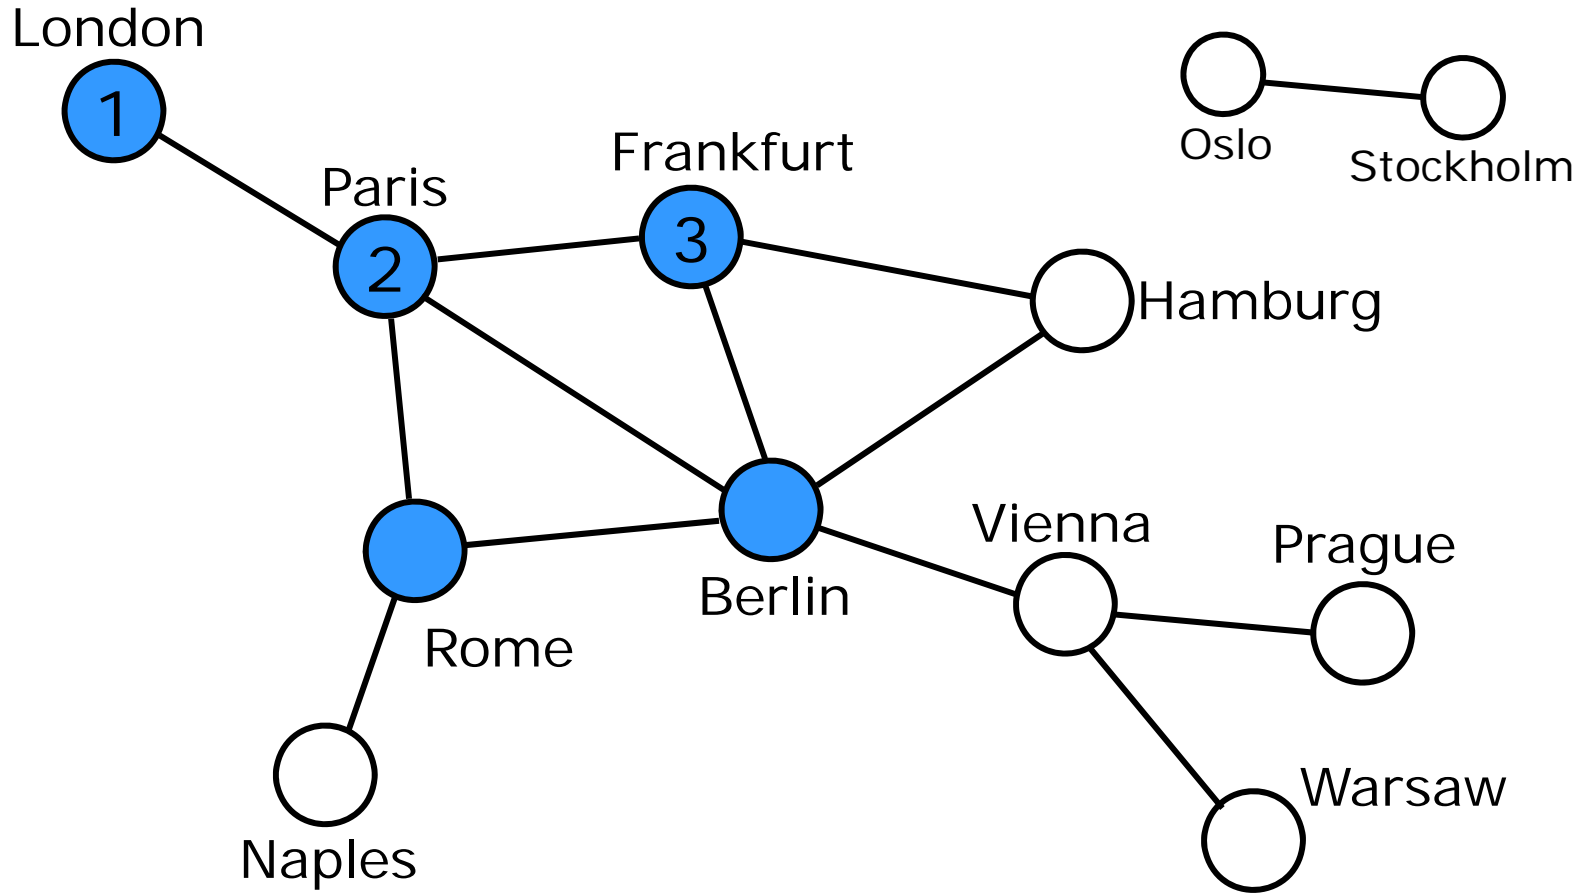 London
1
Oslo
Stockholm
Frankfurt
Paris
3
2
Hamburg
Vienna
Prague
Berlin
Rome
Warsaw
Naples